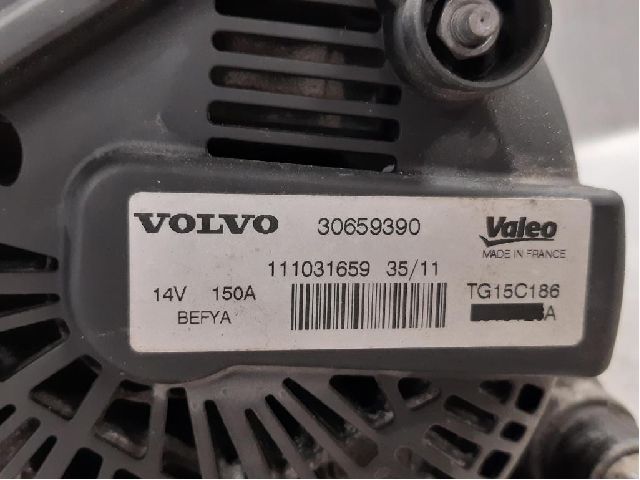 VOLVO 30659390 Valeo
MADE IN FRANCE
111031659 35/11
14V 150A TG15C186
BEFYA